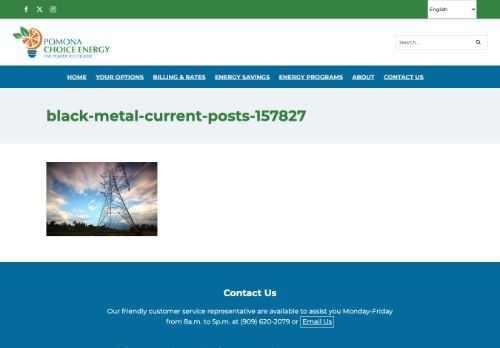 English
POMONA
CHOICE ENERGY
THE POWER TO CHOOSE
Search...
HOME YOUR OPTIONS BILLING & RATES ENERGY SAVINGS ENERGY PROGRAMS ABOUT CONTACT US
black-metal-current-posts-157827
Contact Us
Our friendly customer service representative are available to assist you Monday-Friday
from 8a.m. to 5p.m. at (909) 620-2079 or Email Us